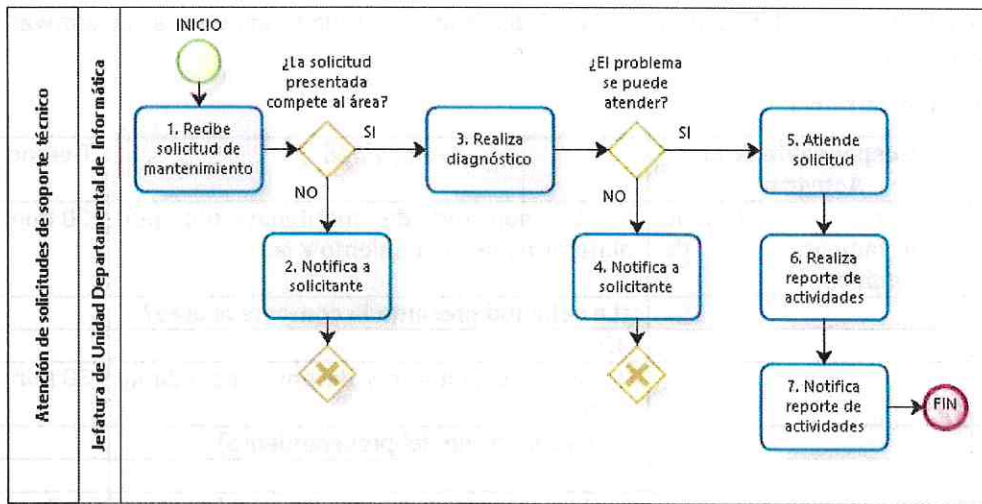 Atención de solicitudes de soporte técnico
Jefatura de Unidad Departamental de Informática
INICIO
1. Recibe
solicitud de
mantenimiento
¿La solicitud
presentada
compete al área?
SI
NO
2. Notifica a
solicitante
3. Realiza
diagnóstico
¿El problema
se puede
atender?
SI
NO
4. Notifica a
solicitante
5. Atiende
solicitud
6. Realiza
reporte de
actividades
7. Notifica
reporte de
actividades
FIN